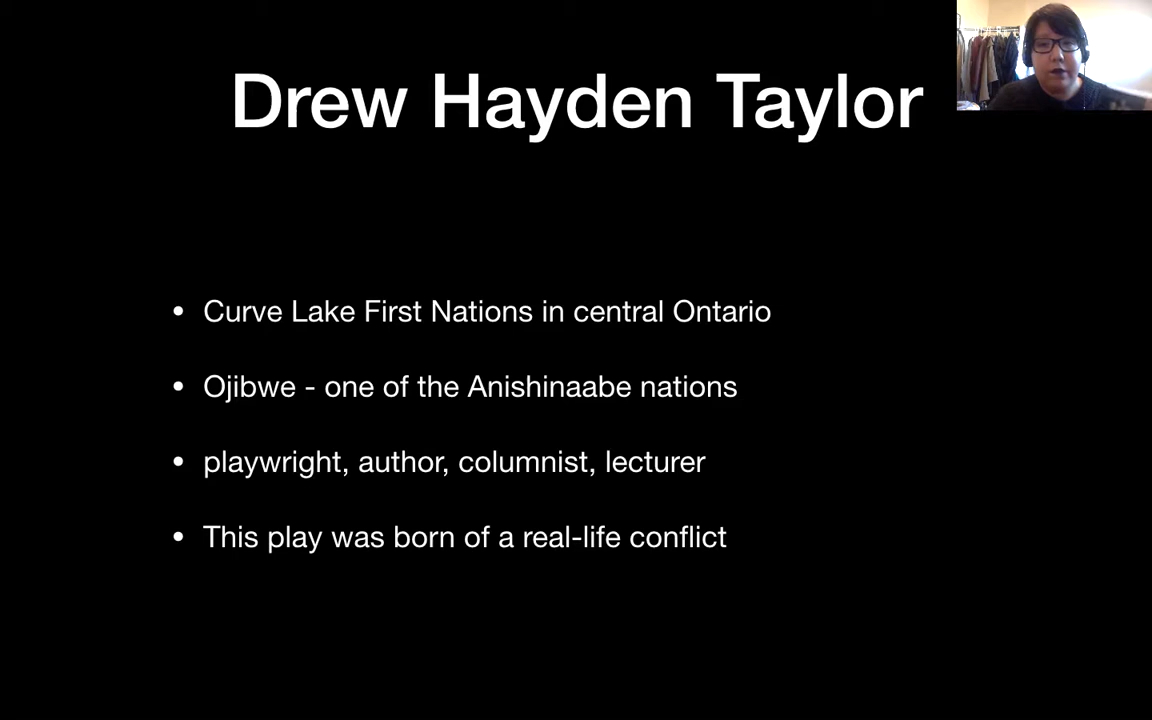 Drew Hayden Taylor
• Curve Lake First Nations in central Ontario
• Ojibwe - one of the Anishinaabe nations
• playwright, author, columnist, lecturer
• This play was born of a real-life conflict